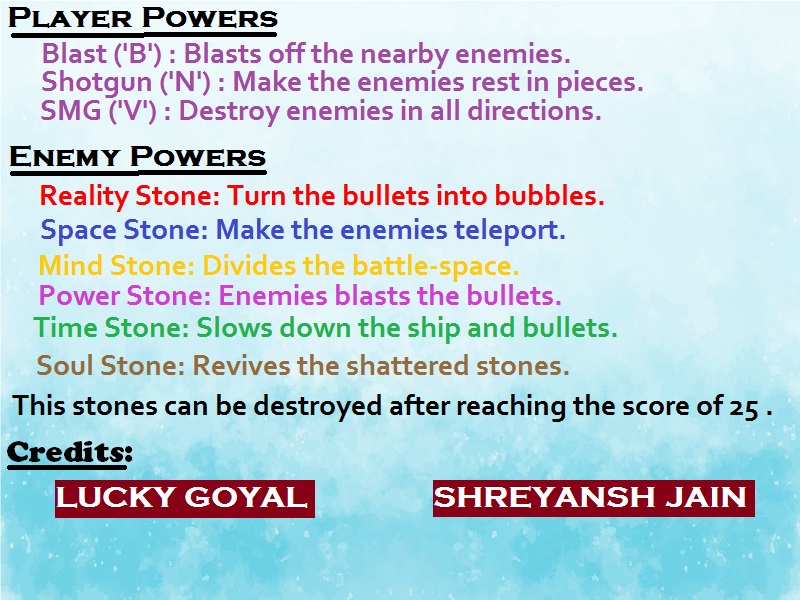 Player Powers
Blast ('B') : Blasts off the nearby enemies.
Shotgun ('N') : Make the enemies rest in pieces.
SMG ('V') : Destroy enemies in all directions.
Enemy Powers
Reality Stone: Turn the bullets into bubbles.
Space Stone: Make the enemies teleport.
Mind Stone: Divides the battle-space.
Power Stone: Enemies blasts the bullets.
Time Stone: Slows down the ship and bullets.
Soul Stone: Revives the shattered stones.
This stones can be destroyed after reaching the score of 25 .
Credits:
LUCKY GOYAL SHREYANSH JAIN